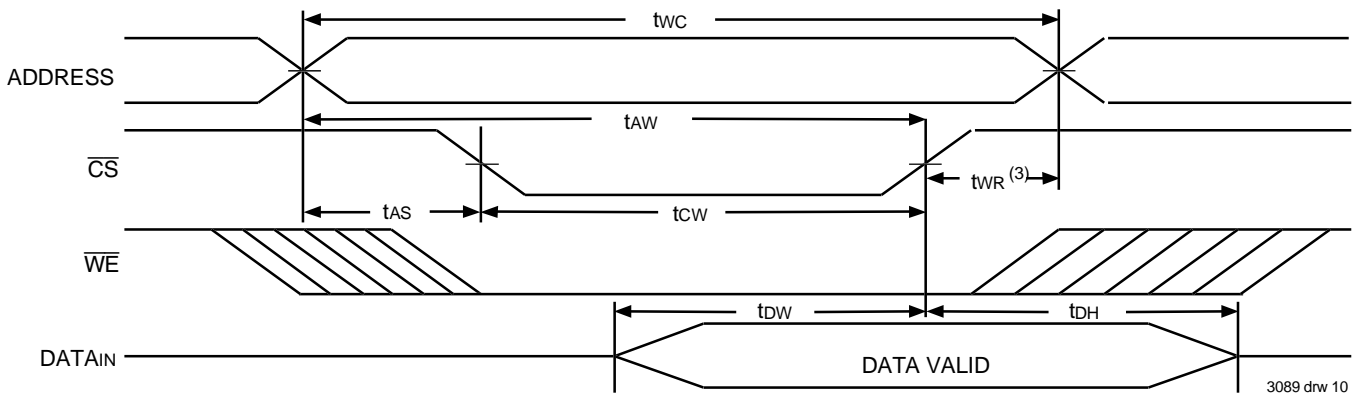 tWC
ADDRESS
tAW
CS
tWR (3)
tAS
tCW
WE
tDW
tDH
DATAIN
DATA VALID
3089 drw 10